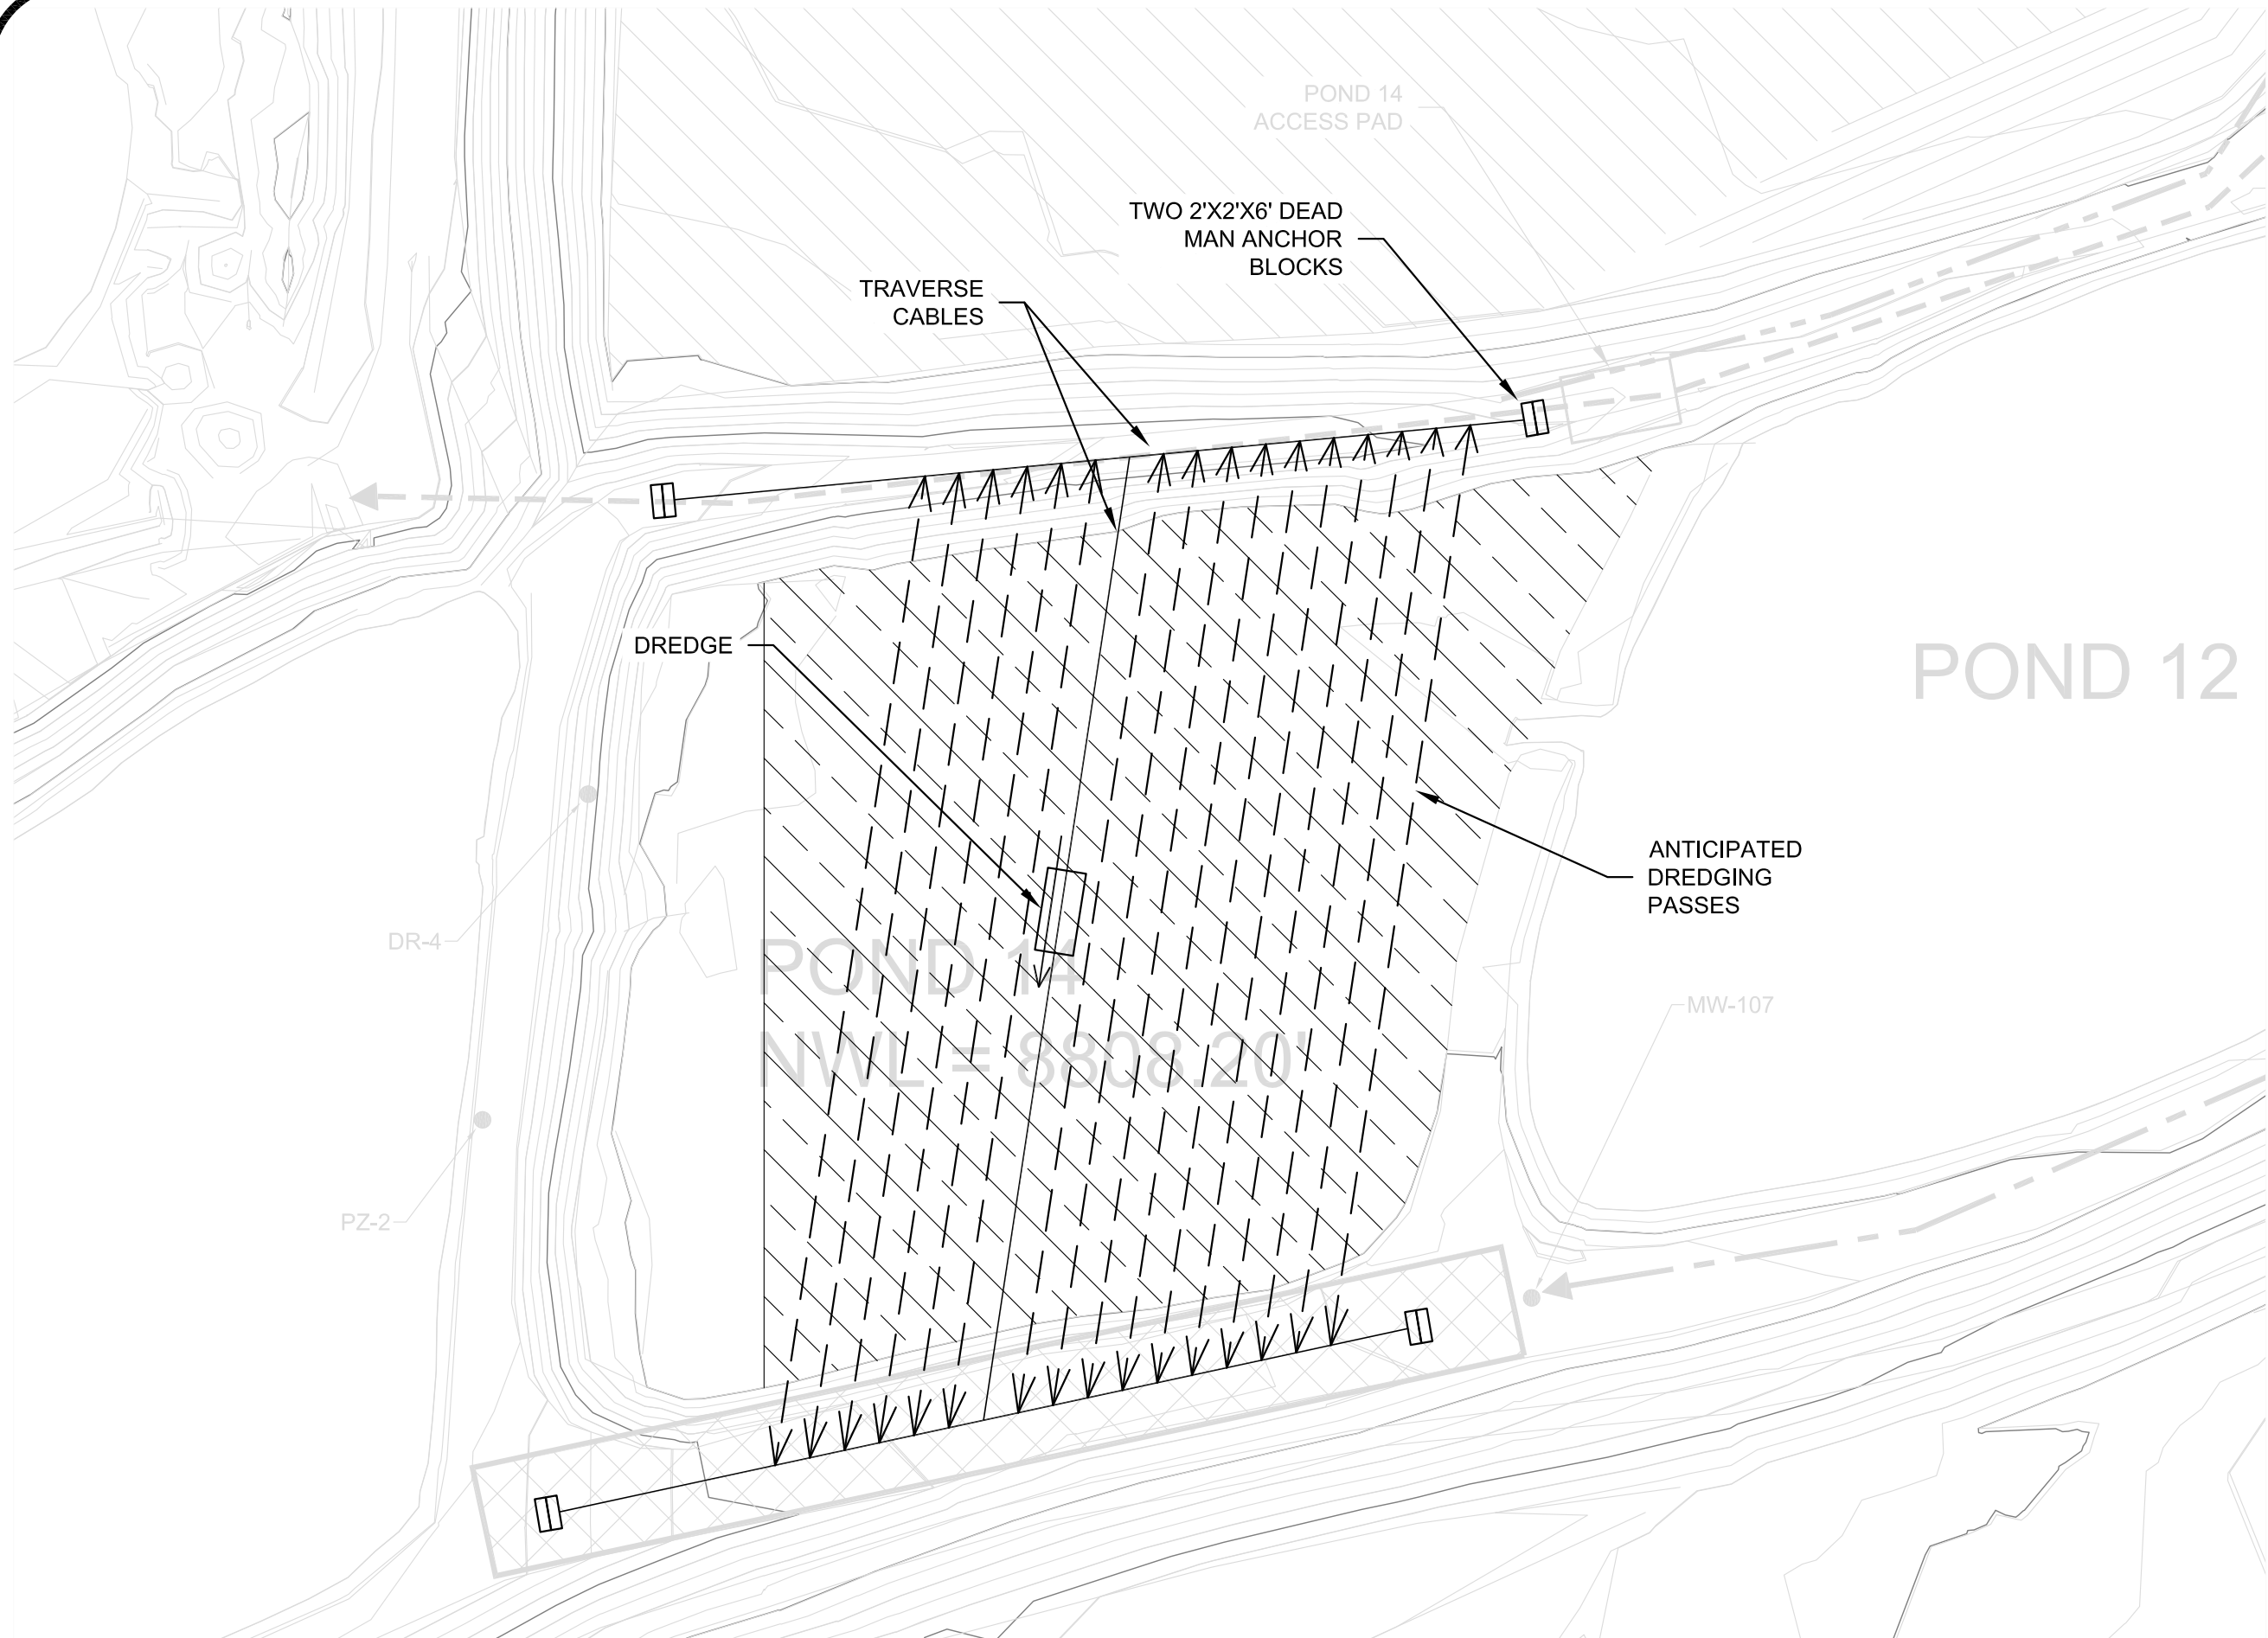 POND 14
ACCESS PAD
TWO 2'X2'X6' DEAD
MAN ANCHOR
BLOCKS
TRAVERSE
CABLES
DREDGE
POND 12
ANTICIPATED
DREDGING
PASSES
DR-4
POND 14
NWL = 8808.20'
MW-107
PZ-2